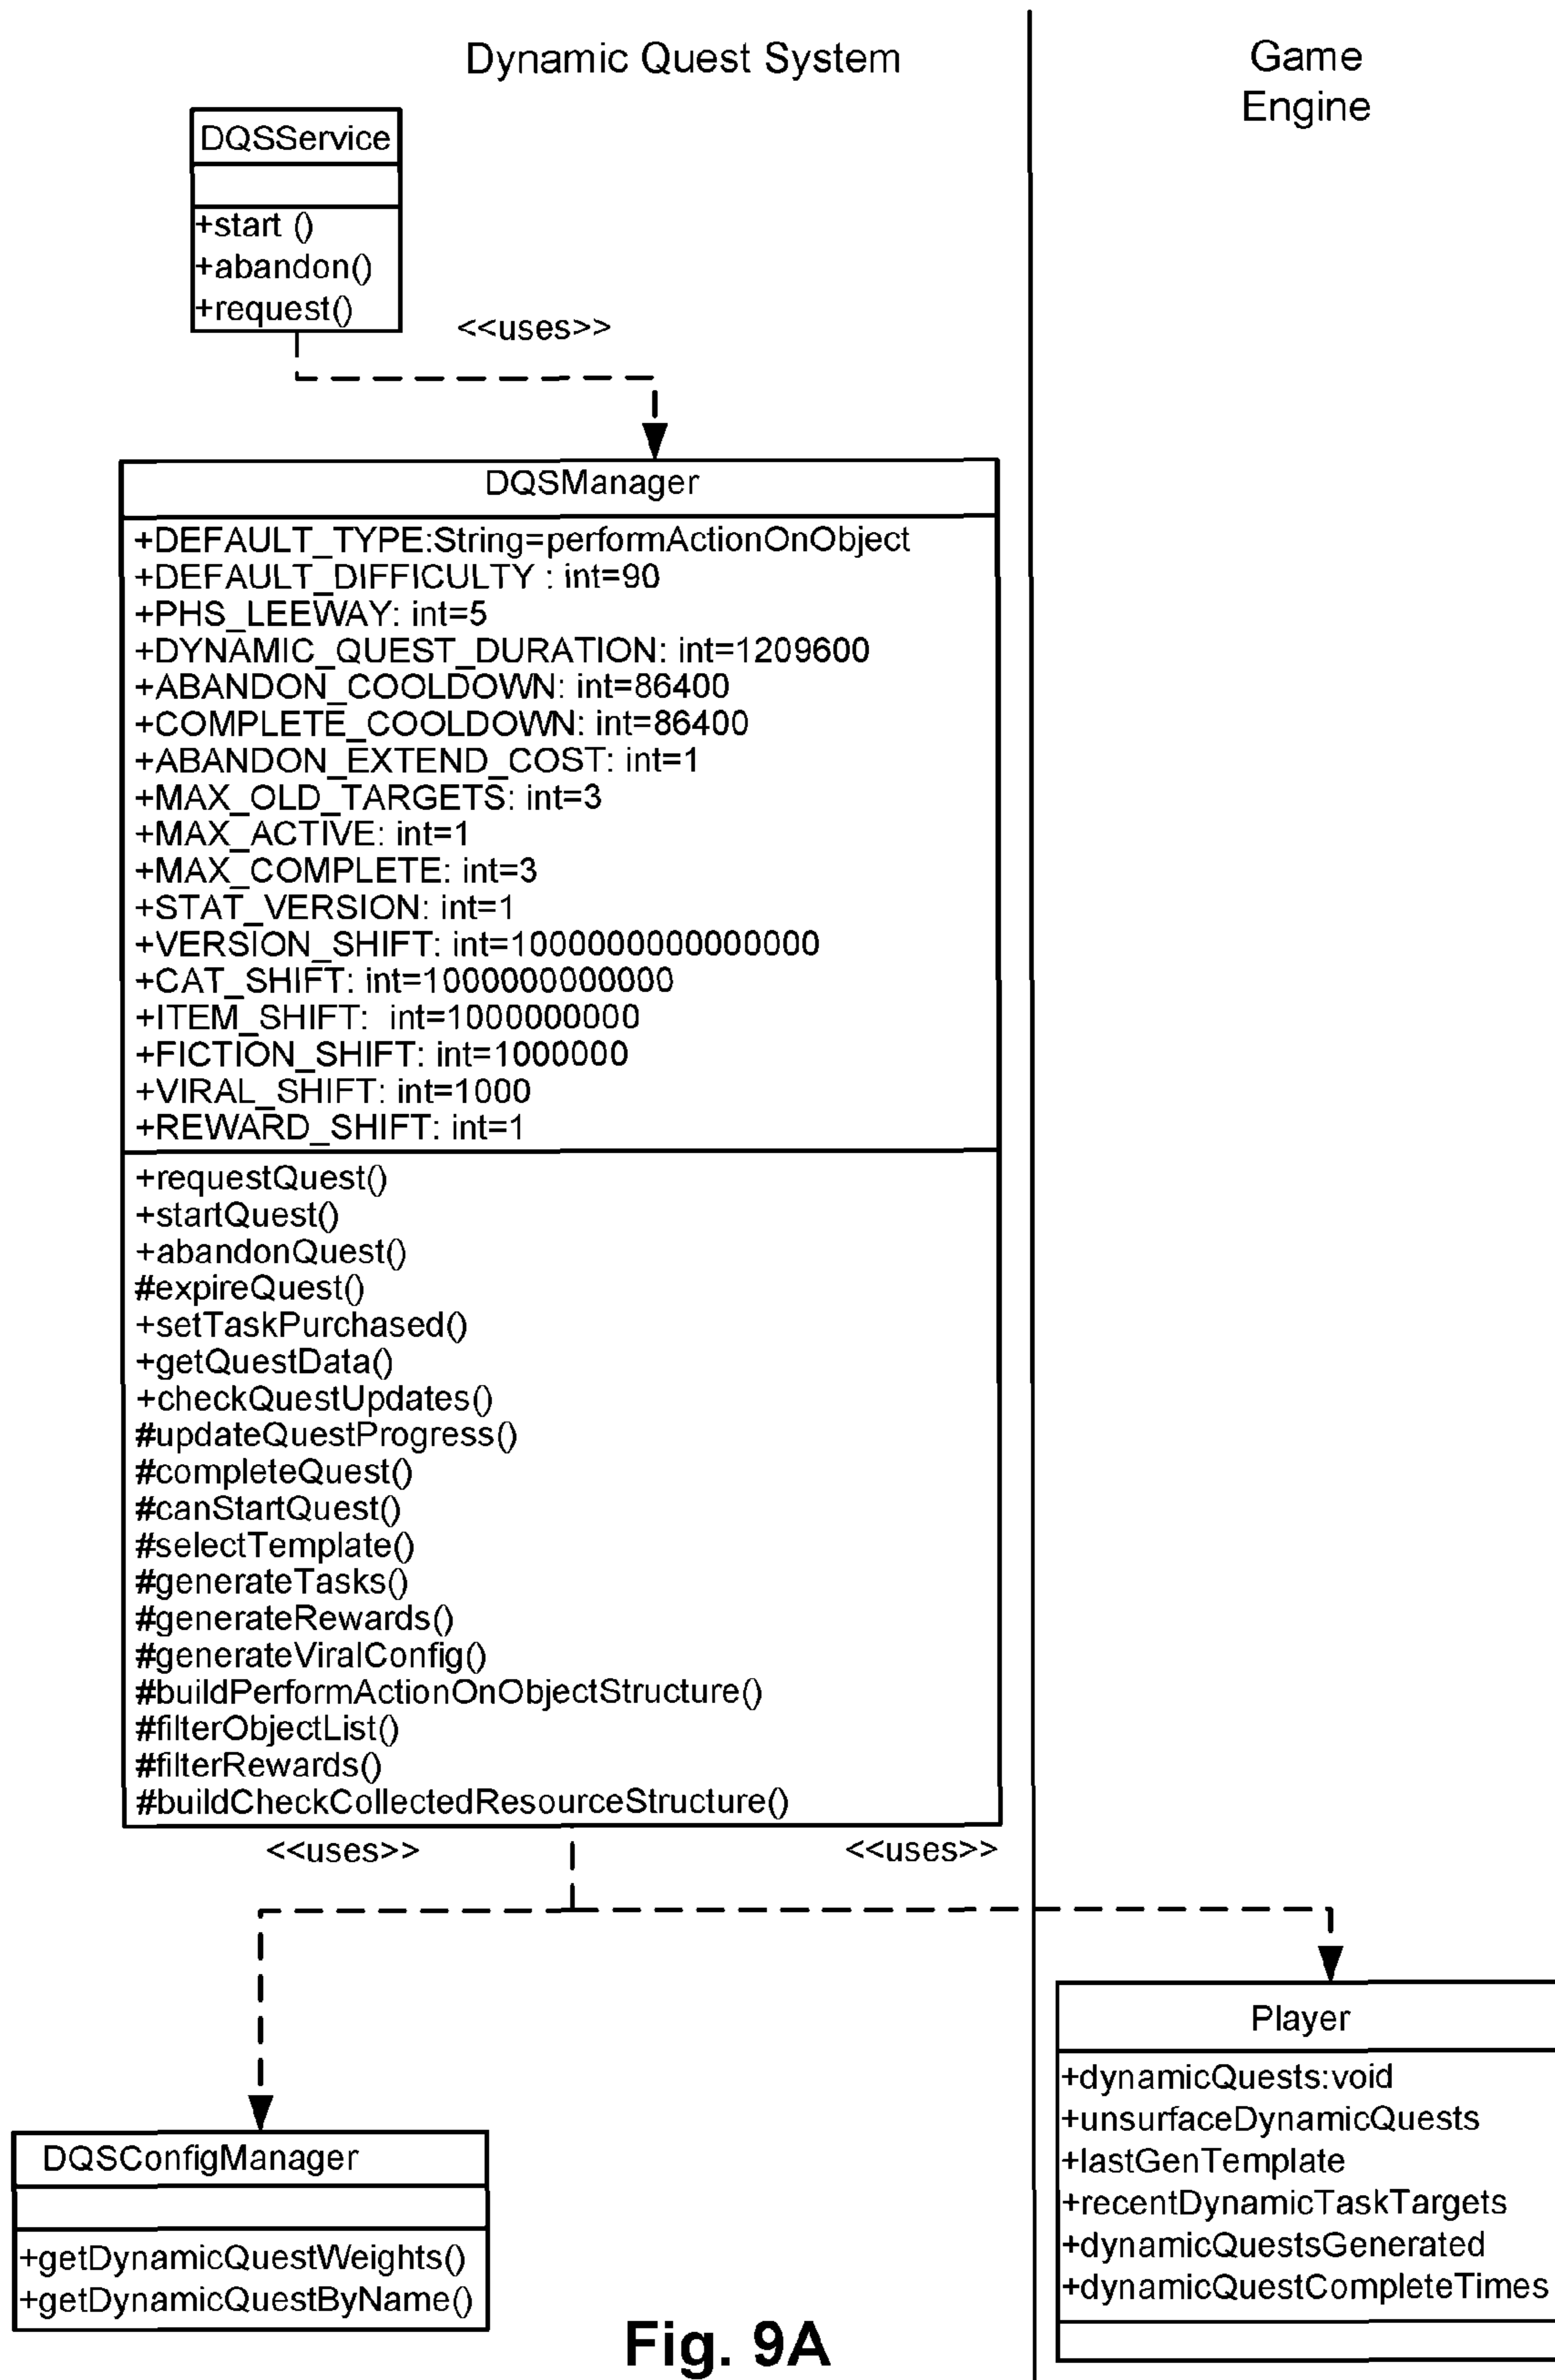 Dynamic Quest System
Game
Engine
DQSService
+start ()
+abandon()
+request()
<<uses>>
DQSManager
+DEFAULT_TYPE:String=performActionOnObject
+DEFAULT_DIFFICULTY : int=90
+PHS_LEEWAY: int=5
+DYNAMIC_QUEST_DURATION: int=1209600
+ABANDON_COOLDOWN: int=86400
+COMPLETE_COOLDOWN: int=86400
+ABANDON_EXTEND_COST: int=1
+MAX_OLD_TARGETS: int=3
+MAX_ACTIVE: int=1
+MAX_COMPLETE: int=3
+STAT_VERSION: int=1
+VERSION_SHIFT: int=1000000000000000
+CAT_SHIFT: int=1000000000000
+ITEM_SHIFT:  int=1000000000
+FICTION_SHIFT: int=1000000
+VIRAL_SHIFT: int=1000
+REWARD_SHIFT: int=1
+requestQuest()
+startQuest()
+abandonQuest()
#expireQuest()
+setTaskPurchased()
+getQuestData()
+checkQuestUpdates()
#updateQuestProgress()
#completeQuest()
#canStartQuest()
#selectTemplate()
#generateTasks()
#generateRewards()
#generateViralConfig()
#buildPerformActionOnObjectStructure()
#filterObjectList()
#filterRewards()
#buildCheckCollectedResourceStructure()
<<uses>>
<<uses>>
Player
+dynamicQuests:void
+unsurfaceDynamicQuests
+lastGenTemplate
+recentDynamicTaskTargets
+dynamicQuestsGenerated
+dynamicQuestCompleteTimes
DQSConfigManager
+getDynamicQuestWeights()
+getDynamicQuestByName()
Fig. 9A